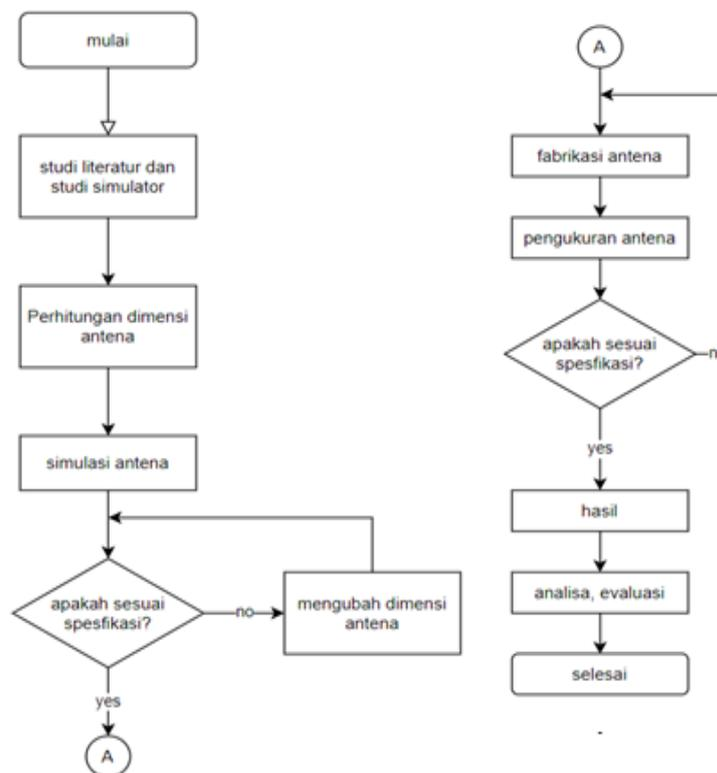 mulai
studi literatur dan
studi simulator
Perhitungan dimensi
antena
simulasi antena
apakah sesuai
spesfikasi?
no
mengubah dimensi
antena
yes
A
A
fabrikasi antena
pengukuran antena
apakah sesuai
spesfikasi?
n
yes
hasil
analisa, evaluasi
selesai